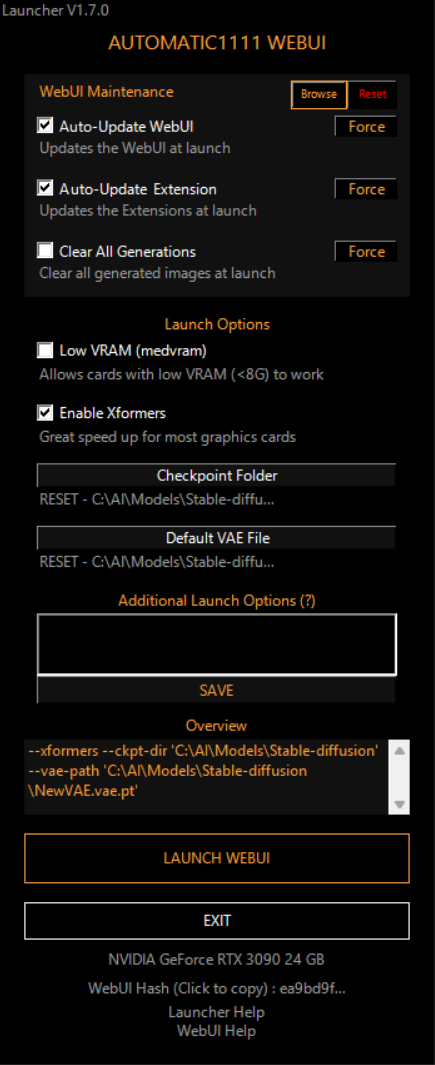 Launcher V1.7.0
AUTOMATIC1111 WEBUI
WebUI Maintenance
Browse
Reset
Auto-Update WebUI
Force
Updates the WebUI at launch
Auto-Update Extension
Force
Updates the Extensions at launch
Clear All Generations
Force
Clear all generated images at launch
Launch Options
Low VRAM (medvram)
Allows cards with low VRAM (<8G) to work
Enable Xformers
Great speed up for most graphics cards
Checkpoint Folder
RESET - C:\AI\Models\Stable-diffu...
Default VAE File
RESET - C:\AI\Models\Stable-diffu...
Additional Launch Options (?)
SAVE
Overview
--xformers --ckpt-dir 'C:\AI\Models\Stable-diffusion'
--vae-path 'C:\AI\Models\Stable-diffusion
\NewVAE.vae.pt'
LAUNCH WEBUI
EXIT
NVIDIA GeForce RTX 3090 24 GB
WebUI Hash (Click to copy) : ea9bd9f...
Launcher Help
WebUI Help